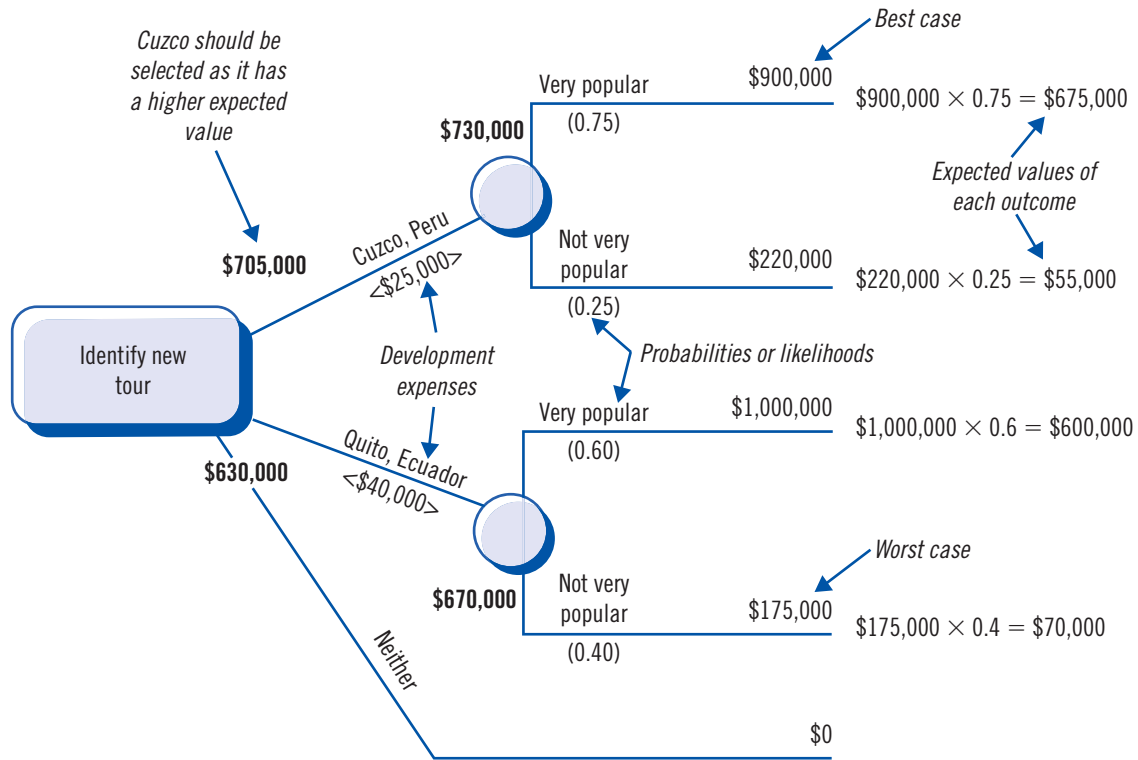 Best case
Cuzco should be
selected as it has
a higher expected
value
Very popular
$900,000
(0.75)
$900,000 × 0.75 = $675,000
$730,000
Expected values of
each outcome
Cuzco, Peru
<$25,000>
$705,000
Not very
popular
$220,000
(0.25)
$220,000 × 0.25 = $55,000
Identify new
tour
Development
expenses
Probabilities or likelihoods
Very popular
$1,000,000
(0.60)
$1,000,000 × 0.6 = $600,000
Quito, Ecuador
<$40,000>
$630,000
Worst case
$670,000
Not very
popular
$175,000
(0.40)
$175,000 × 0.4 = $70,000
Neither
$0